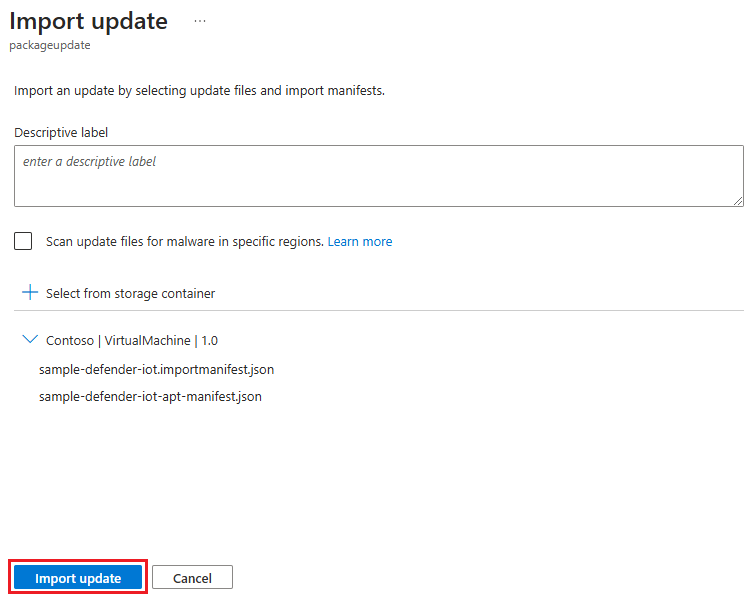 Import update ...
packageupdate
Import an update by selecting update files and import manifests.
Descriptive label
enter a descriptive label
Scan update files for malware in specific regions. Learn more
Select from storage container
Contoso | VirtualMachine | 1.0
sample-defender-iot.importmanifest.json
sample-defender-iot-apt-manifest.json
Import update
Cancel